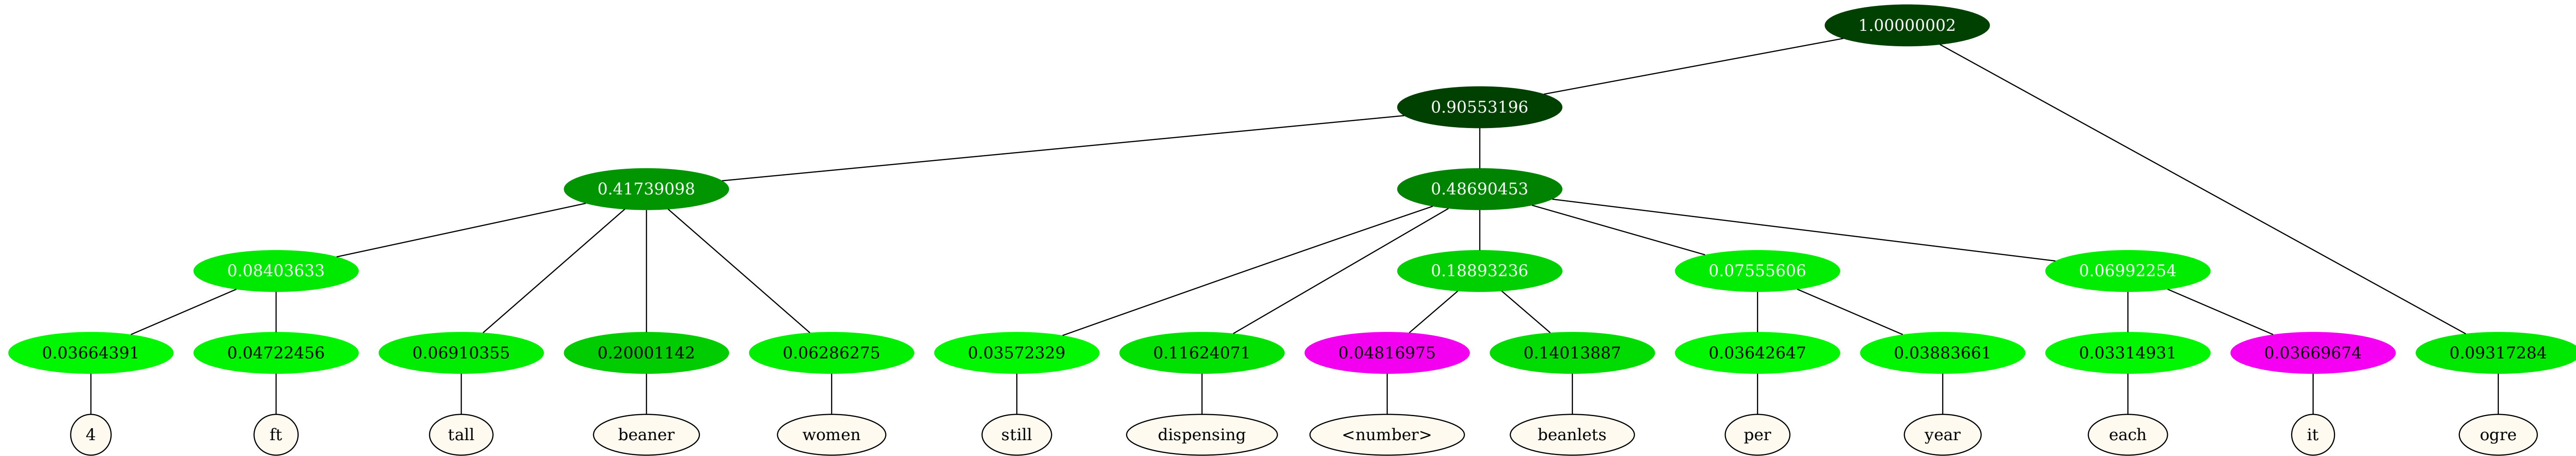 1.00000002
0.90553196
0.41739098 0.48690453
0.08403633 0.18893236 0.07555606 0.06992254
0.03664391 0.04722456 0.06910355 0.20001142 0.06286275 0.03572329 0.11624071 0.04816975 0.14013887 0.03642647 0.03883661 0.03314931 0.03669674 0.09317284
4 ft tall beaner women still dispensing <number> beanlets per year each it ogre